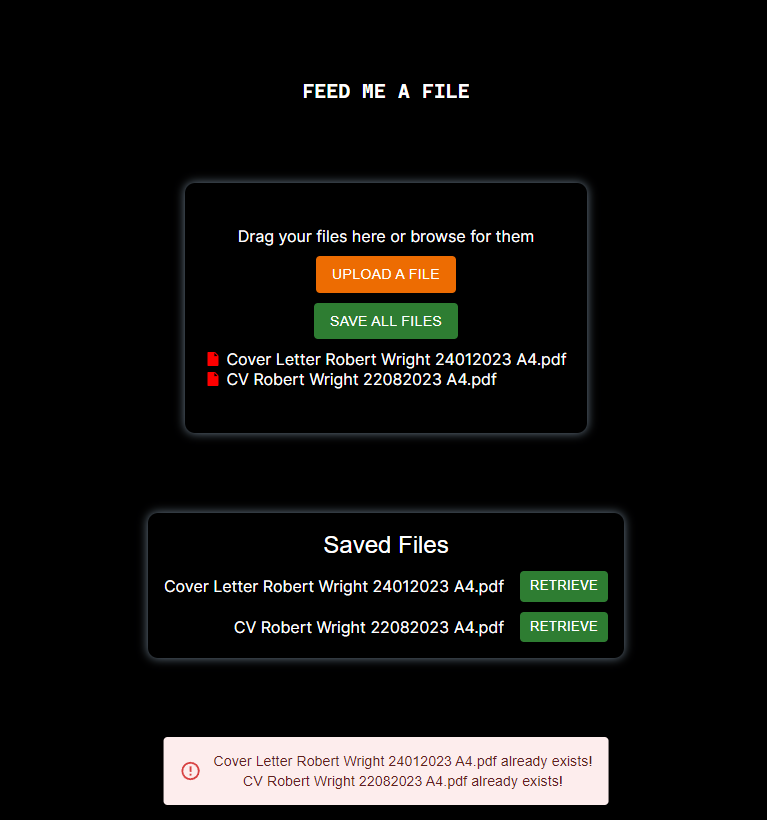 FEED ME A FILE
Drag your files here or browse for them
UPLOAD A FILE
SAVE ALL FILES
Cover Letter Robert Wright 24012023 A4.pdf
CV Robert Wright 22082023 A4.pdf
Saved Files
Cover Letter Robert Wright 24012023 A4.pdf RETRIEVE
CV Robert Wright 22082023 A4.pdf RETRIEVE
Cover Letter Robert Wright 24012023 A4.pdf already exists!
CV Robert Wright 22082023 A4.pdf already exists!